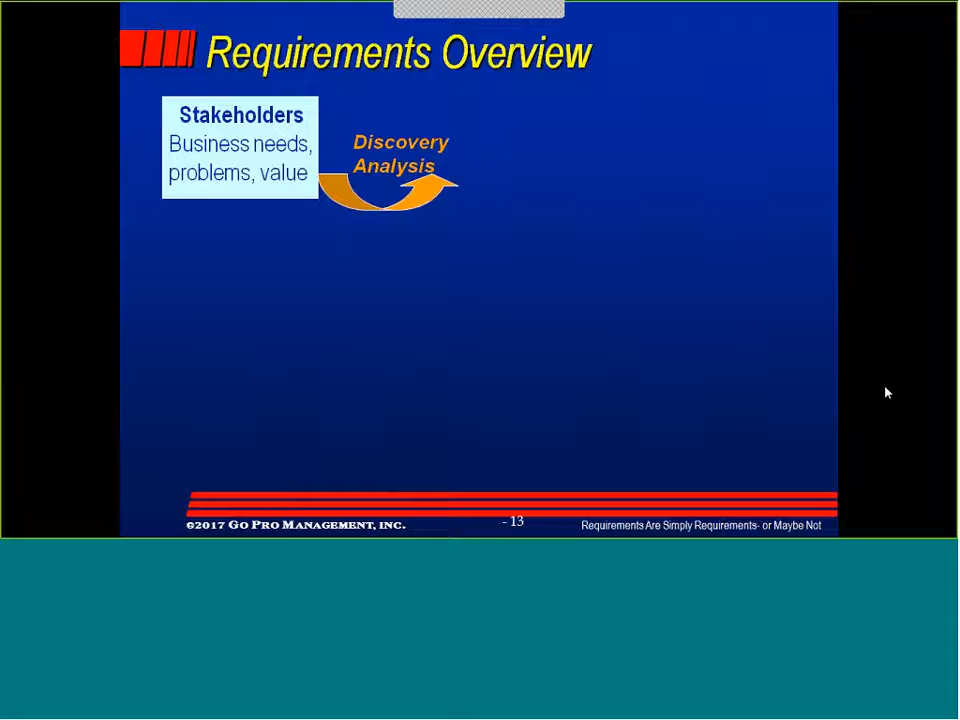 Requirements Overview
Stakeholders
Business needs,
problems, value
Discovery
Analysis
©2017 GO PRO MANAGEMENT, INC.
- 13
Requirements Are Simply Requirements- or Maybe Not